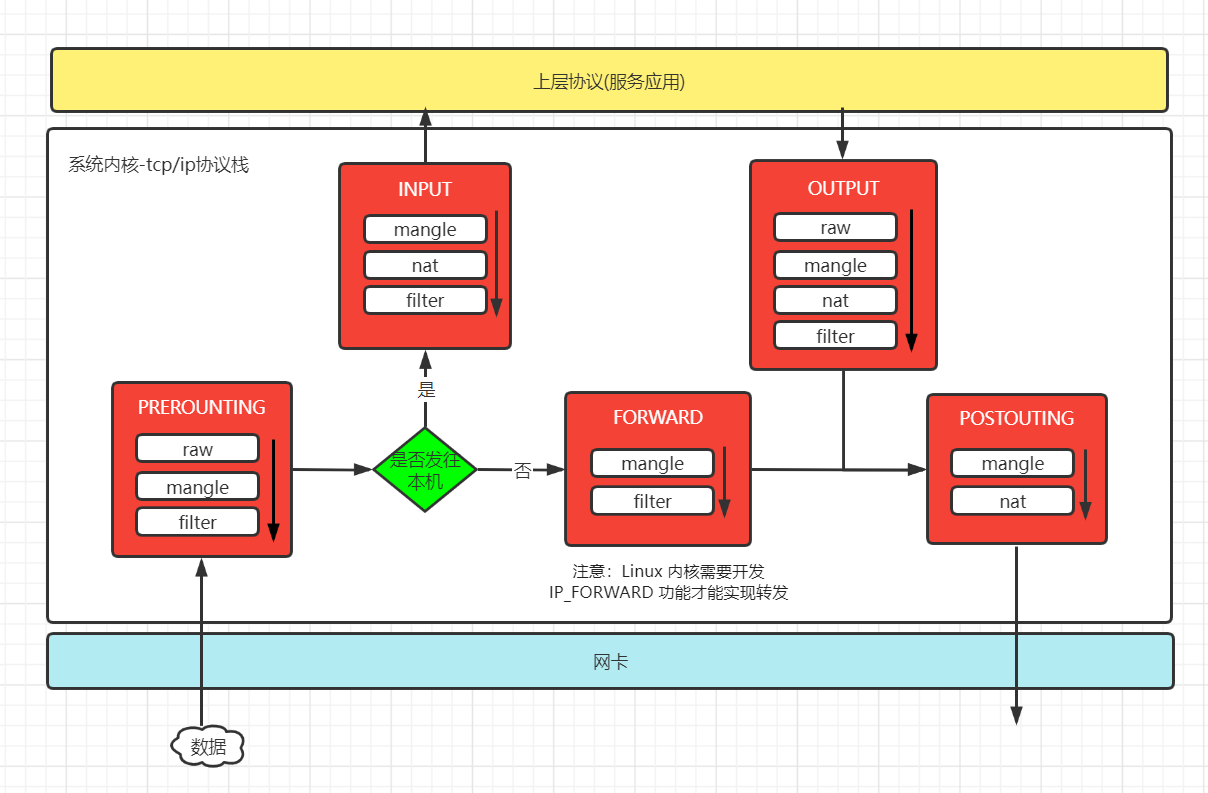 上层协议(服务应用)
系统内核-tcp/ip协议栈
INPUT
mangle
nat
filter
OUTPUT
raw
mangle
nat
filter
是
PREROUNTING
raw
mangle
filter
是否发往
本机
否
FORWARD
mangle
filter
POSTOUTING
mangle
nat
注意：Linux 内核需要开发
IP_FORWARD 功能才能实现转发
网卡
数据